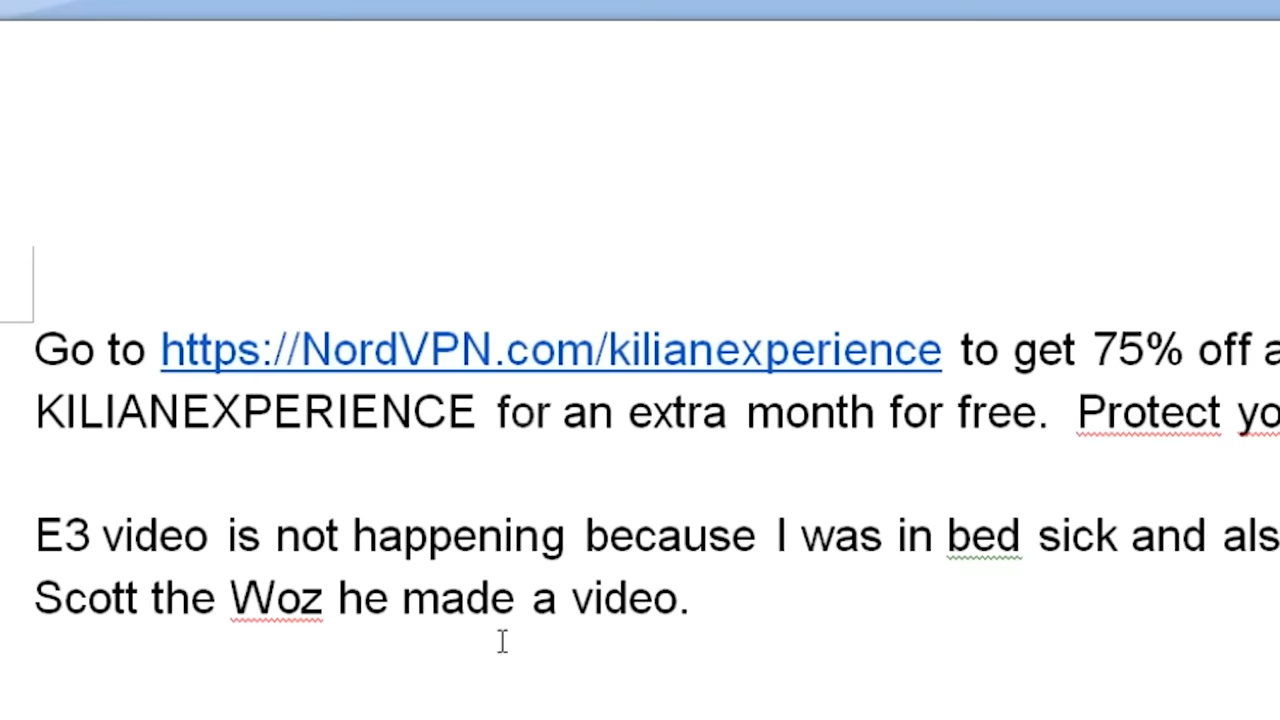 Go to https://NordVPN.com/kilianexperience to get 75% off a
KILIANEXPERIENCE for an extra month for free. Protect yo
E3 video is not happening because I was in bed sick and als
Scott the Woz he made a video.